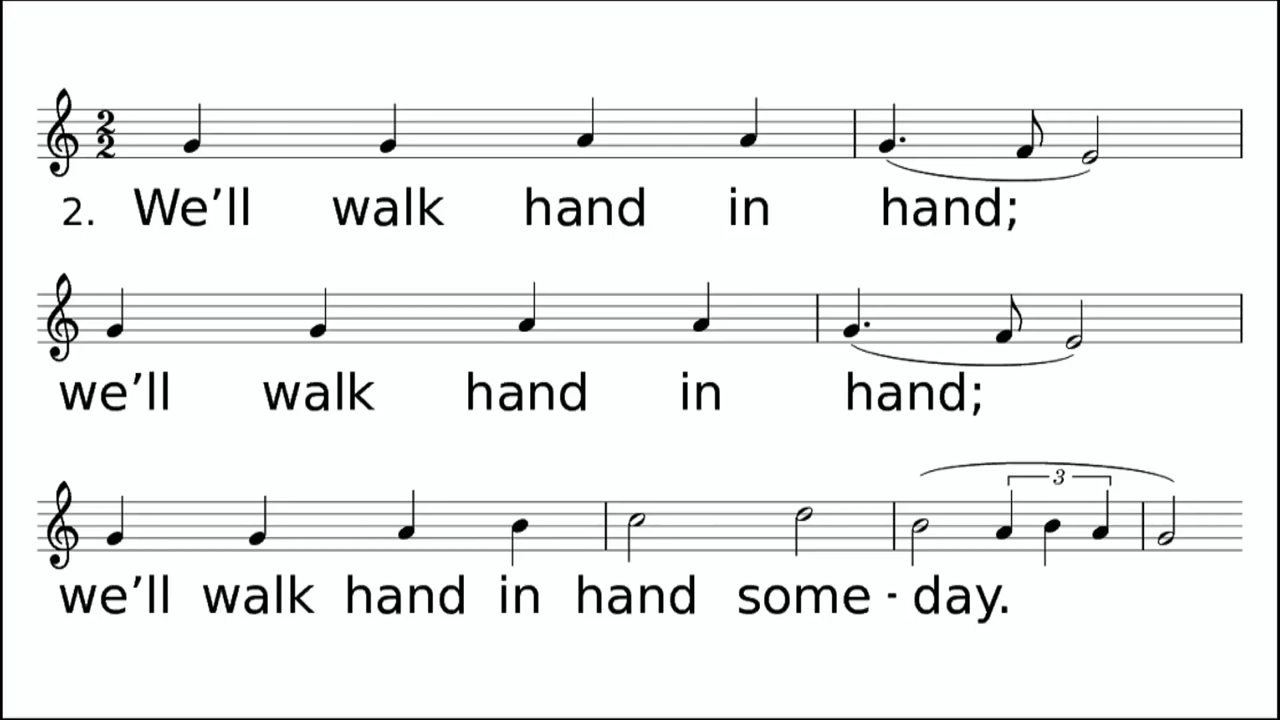 2. We’ll walk hand in hand;
we’ll walk hand in hand;
3
we’ll walk hand in hand some - day.